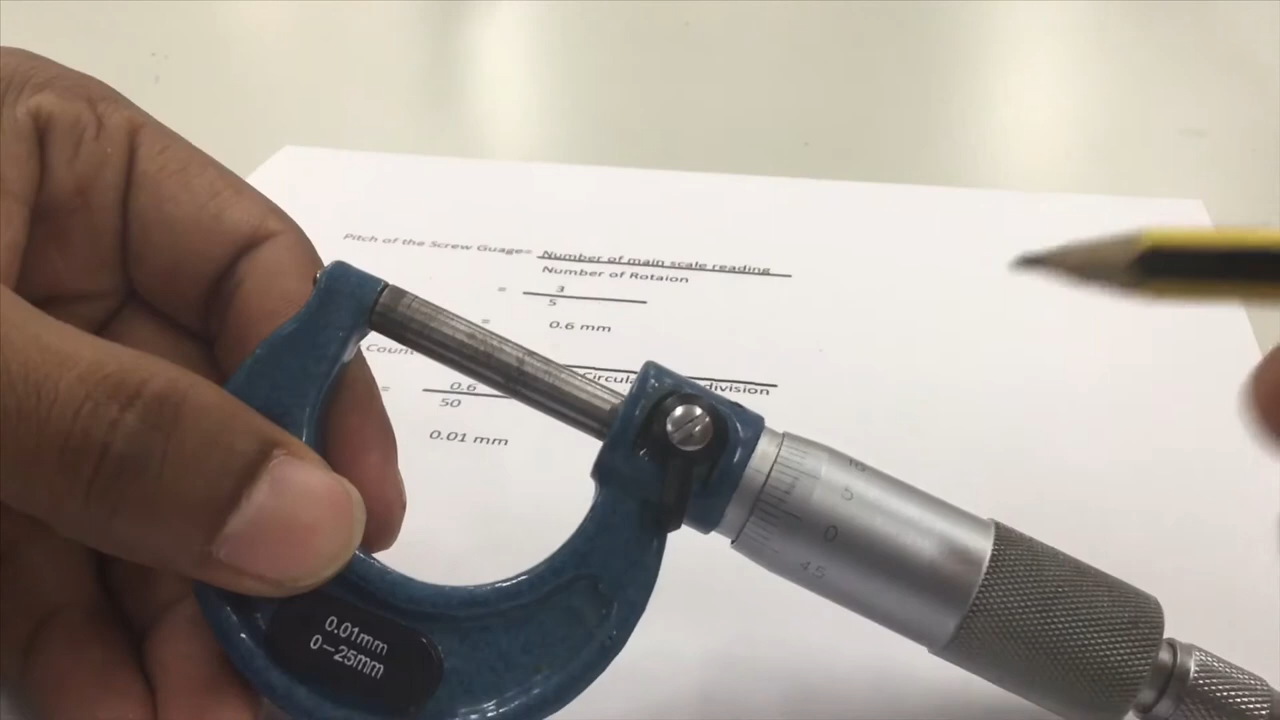 Pitch of the Screw Guage= Number of main scale reading
Number of Rotaion
= 3
5
= 0.6 mm
Count
Circula division
= 0.6
50
0.01 mm
10
5
0
45
0.01mm
0-25mm